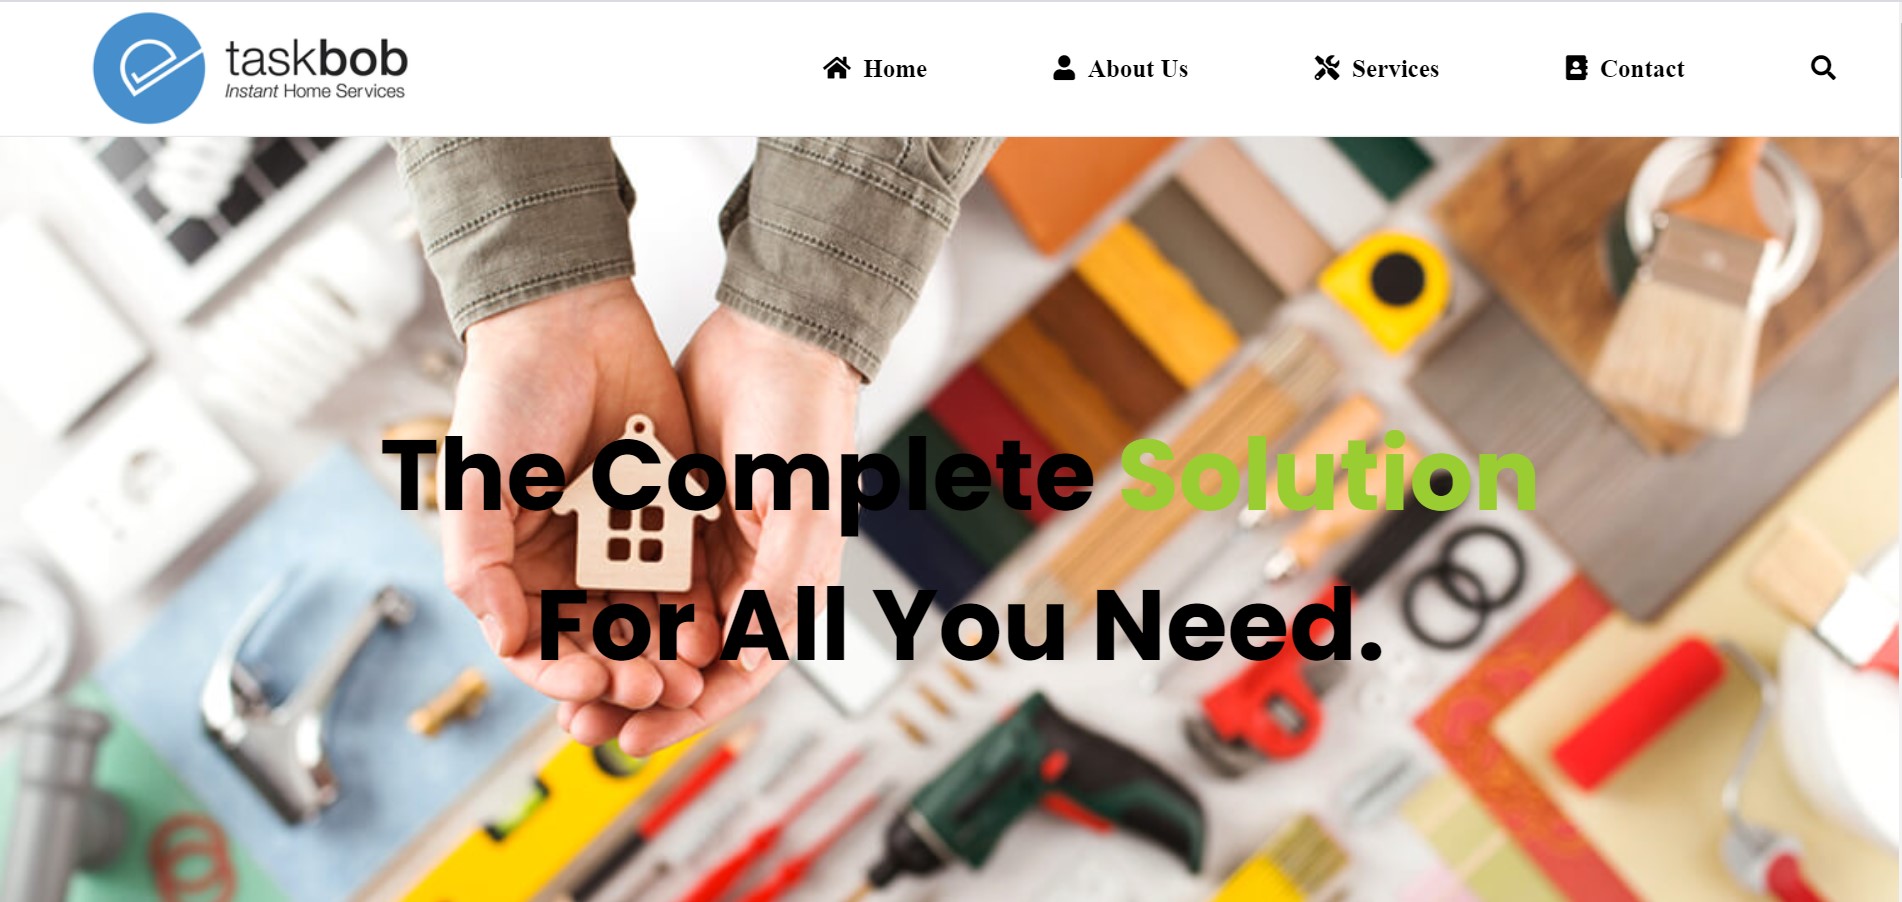 taskbob
Instant Home Services
Home
About Us
Services
Contact
The Complete Solution
For All You Need.